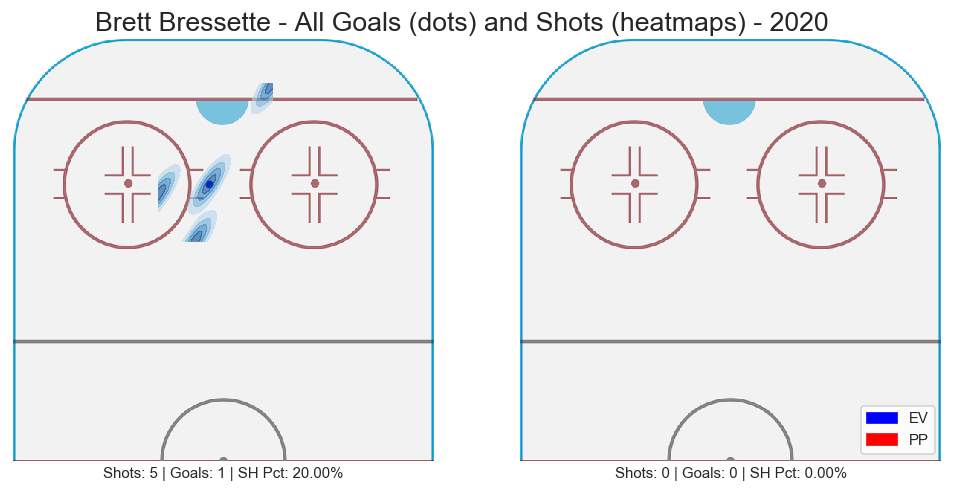 Brett Bressette - All Goals (dots) and Shots (heatmaps) - 2020
EV
PP
Shots: 5 | Goals: 1 | SH Pct: 20.00%
Shots: 0 | Goals: 0 | SH Pct: 0.00%